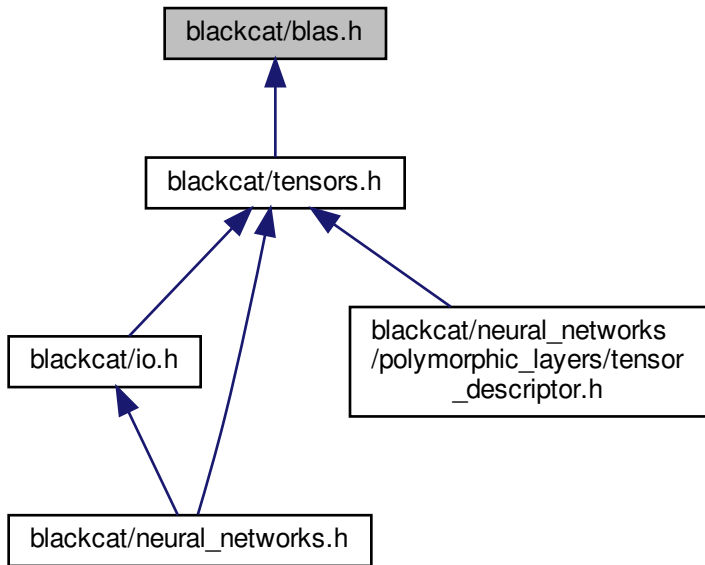 blackcat/blas.h
blackcat/tensors.h
blackcat/io.h
blackcat/neural_networks
/polymorphic_layers/tensor
_descriptor.h
blackcat/neural_networks.h